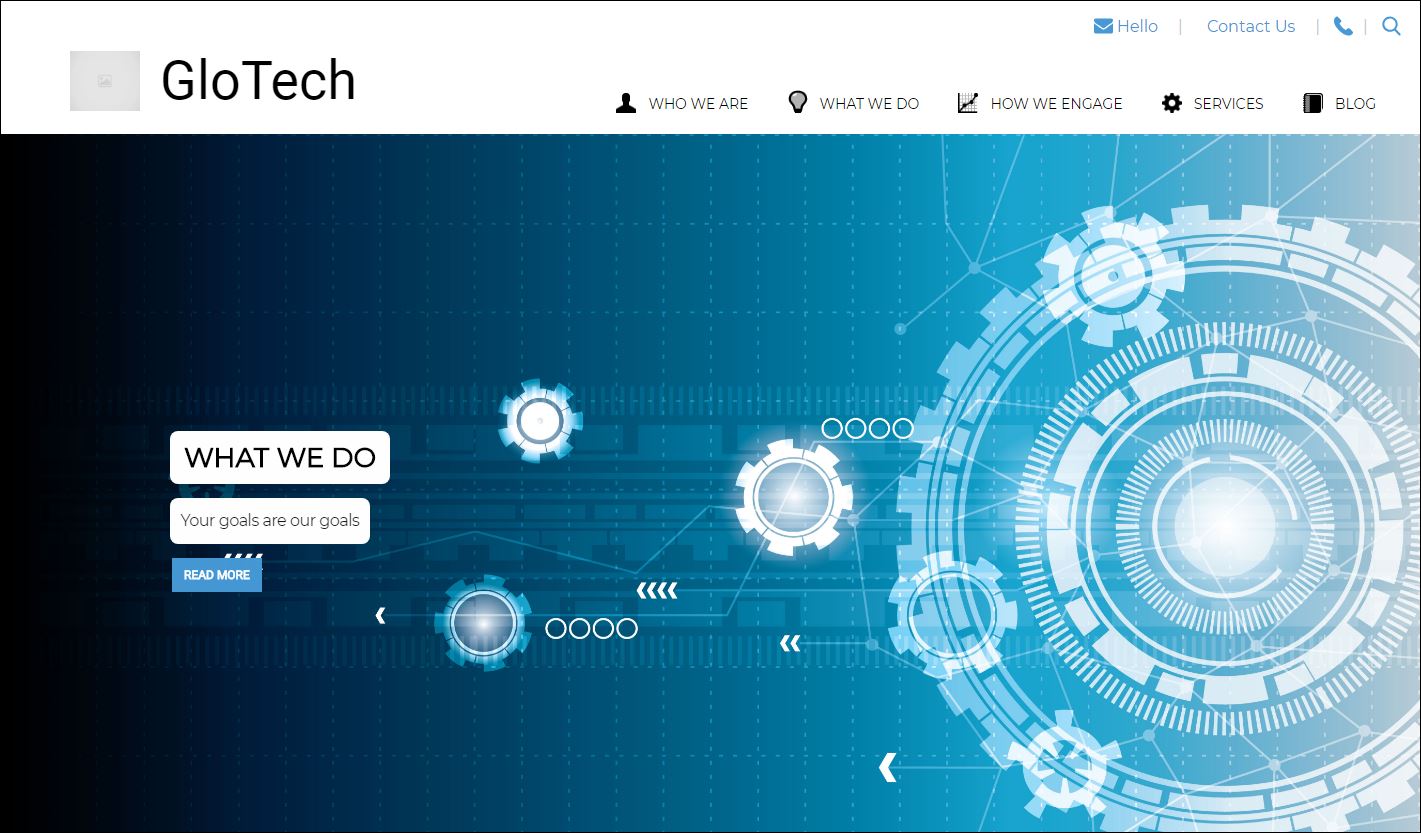 Hello | Contact Us | |
GloTech
WHO WE ARE WHAT WE DO HOW WE ENGAGE SERVICES BLOG
WHAT WE DO
Your goals are our goals
READ MORE